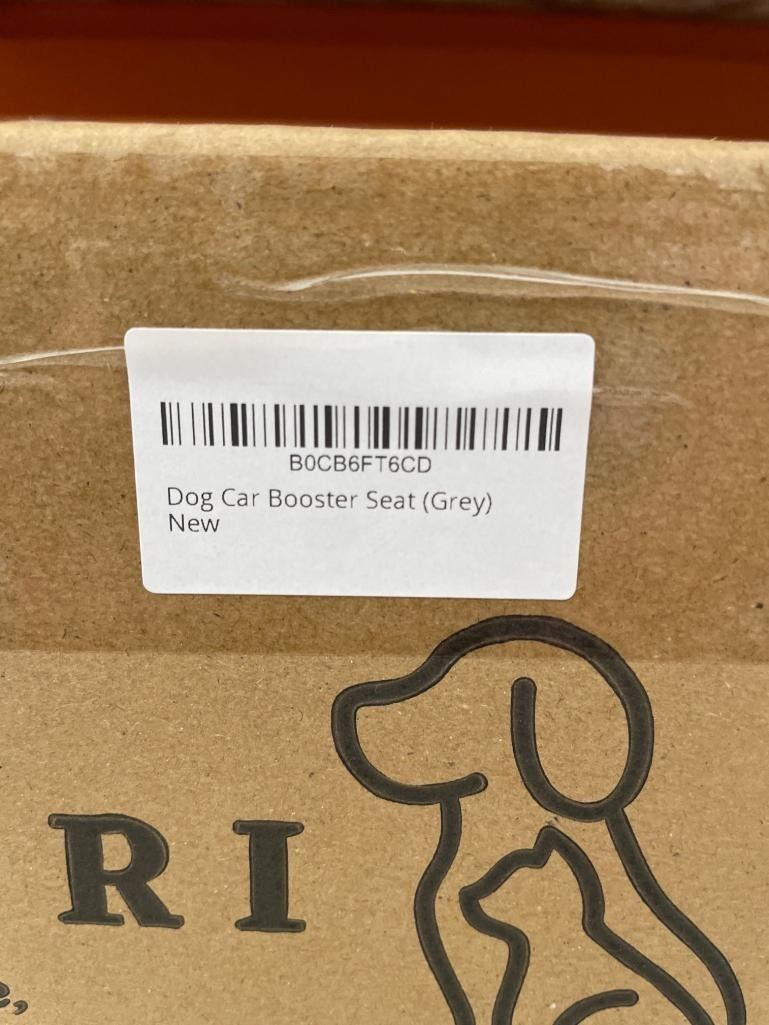 B0CB6FT6CD
Dog Car Booster Seat (Grey)
New
RI
e,